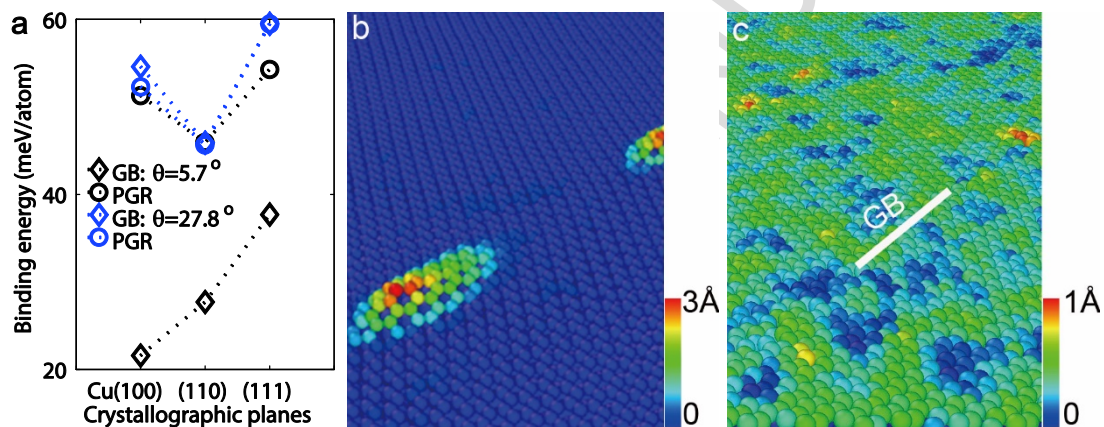 a
60
40
20
Binding energy (meV/atom)
GB: θ=5.7 °
PGR
GB: θ=27.8 °
PGR
Cu(100) (110) (111)
Crystallographic planes
b
3Å
0
c
GB
1Å
0